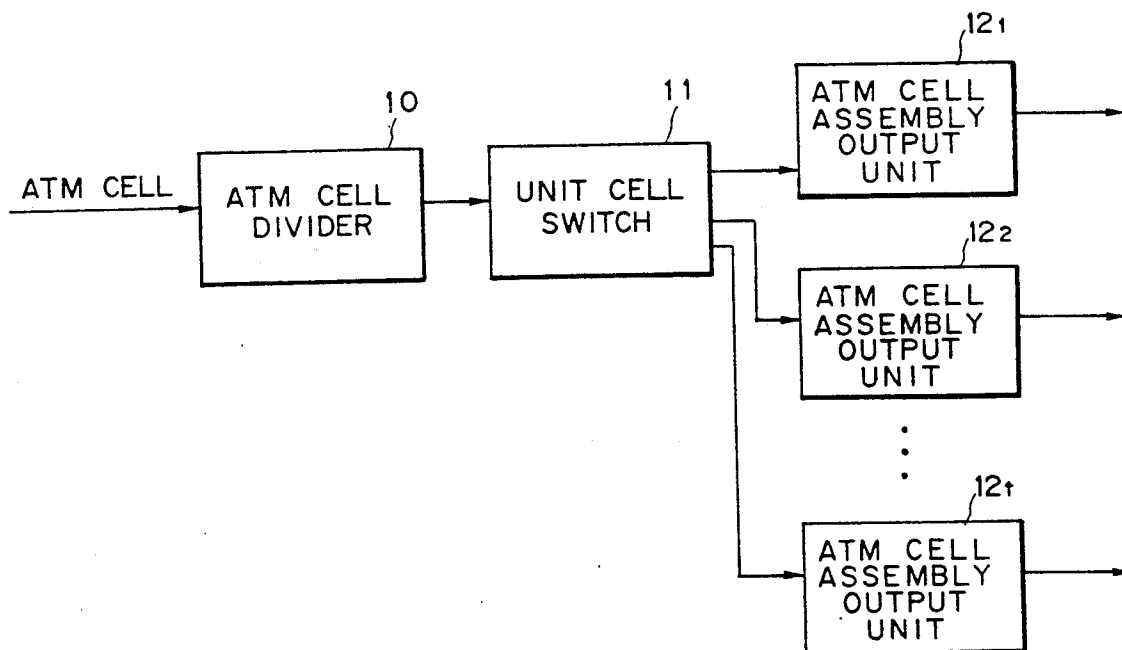 12₁
ATM CELL
ASSEMBLY
OUTPUT
UNIT
10
11
ATM CELL
ATM CELL
DIVIDER
UNIT CELL
SWITCH
12₂
ATM CELL
ASSEMBLY
OUTPUT
UNIT
12t
ATM CELL
ASSEMBLY
OUTPUT
UNIT